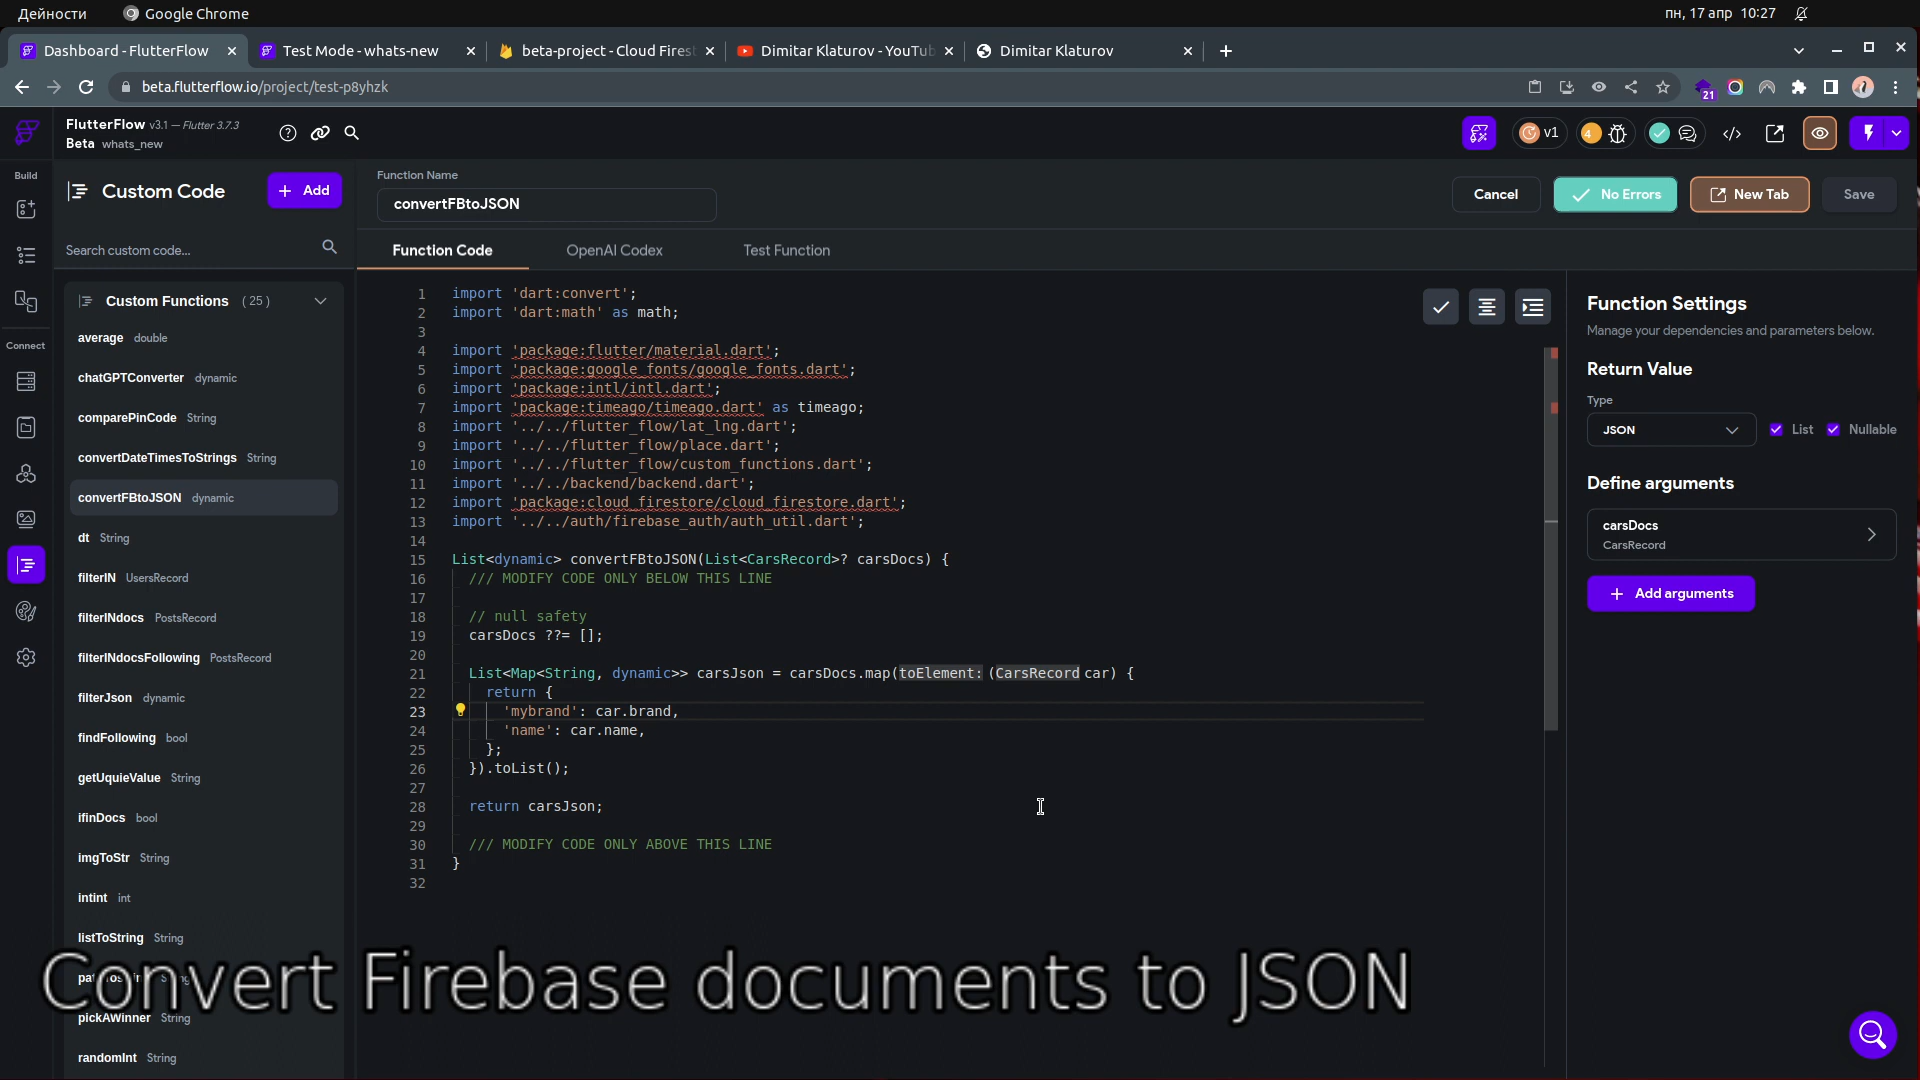 Дейности
Google Chrome
пн, 17 апр 10:27
Dashboard - FlutterFlow
Test Mode - whats-new
beta-project - Cloud Fires
Dimitar Klaturov - YouTub
Dimitar Klaturov
beta.flutterflow.io/project/test-p8yhzk
21
FlutterFlow v3.1 — Flutter 3.7.3
Beta whats_new
v1
4
Build
Connect
Custom Code
+ Add
Search custom code...
Custom Functions (25)
average double
chatGPTConverter dynamic
comparePinCode String
convertDateTimesToStrings String
convertFBtoJSON dynamic
dt String
filterIN UsersRecord
filterINdocs PostsRecord
filterINdocsFollowing PostsRecord
filterJson dynamic
findFollowing bool
getUquieValue String
ifinDocs bool
imgToStr String
intint int
listToString String
pickAWinner String
randomInt String
Function Name
convertFBtoJSON
Cancel
No Errors
New Tab
Save
Function Code
OpenAI Codex
Test Function
1 import 'dart:convert';
2 import 'dart:math' as math;
3
4 import 'package:flutter/material.dart';
5 import 'package:google_fonts/google_fonts.dart';
6 import 'package:intl/intl.dart';
7 import 'package:timeago/timeago.dart' as timeago;
8 import '../../flutter_flow/lat_lng.dart';
9 import '../../flutter_flow/place.dart';
10 import '../../flutter_flow/custom_functions.dart';
11 import '../../backend/backend.dart';
12 import 'package:cloud_firestore/cloud_firestore.dart';
13 import '../../auth/firebase_auth/auth_util.dart';
14
15 List<dynamic> convertFBtoJSON(List<CarsRecord>? carsDocs) {
16 /// MODIFY CODE ONLY BELOW THIS LINE
17
18 // null safety
19 carsDocs ??= [];
20
21 List<Map<String, dynamic>> carsJson = carsDocs.map(toElement: (CarsRecord car) {
22 return {
23 'mybrand': car.brand,
24 'name': car.name,
25 };
26 }).toList();
27
28 return carsJson;
29
30 /// MODIFY CODE ONLY ABOVE THIS LINE
31 }
32
Function Settings
Manage your dependencies and parameters below.
Return Value
Type
JSON
List
Nullable
Define arguments
carsDocs
CarsRecord
+ Add arguments
Convert Firebase documents to JSON